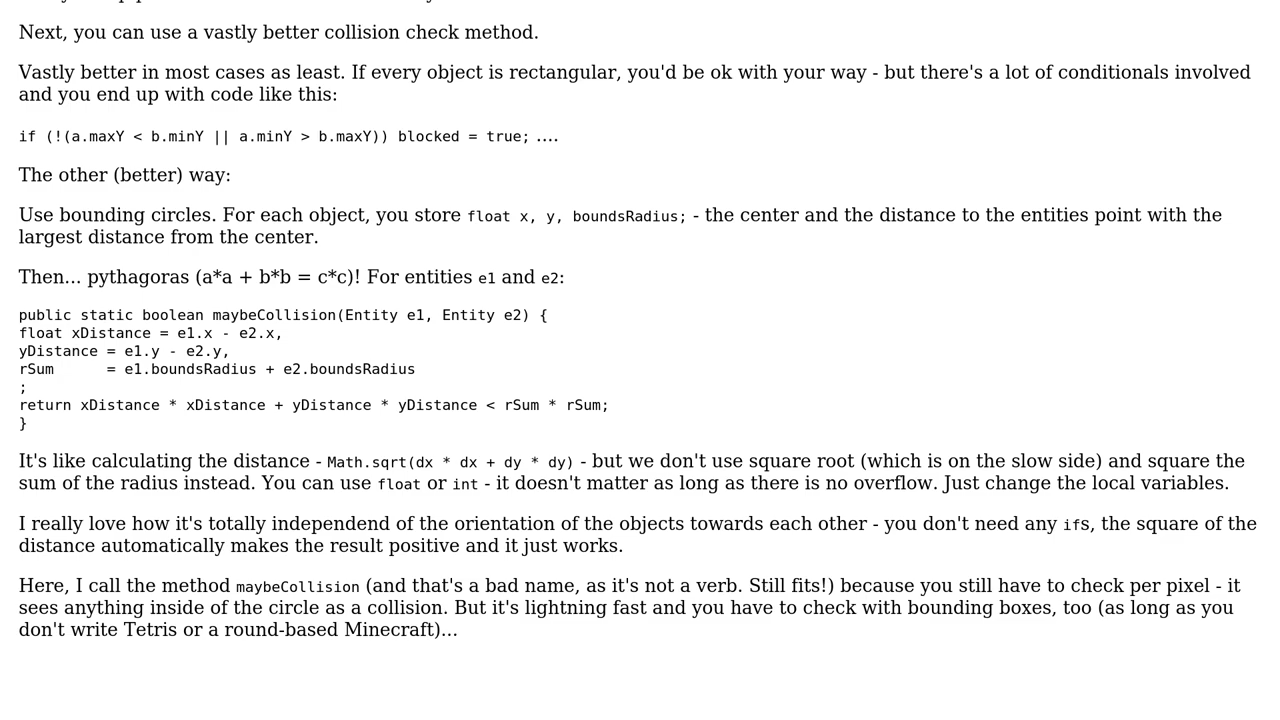 Next, you can use a vastly better collision check method.
Vastly better in most cases as least. If every object is rectangular, you'd be ok with your way - but there's a lot of conditionals involved
and you end up with code like this:
if (!(a.maxY < b.minY || a.minY > b.maxY)) blocked = true; ....
The other (better) way:
Use bounding circles. For each object, you store float x, y, boundsRadius; - the center and the distance to the entities point with the
largest distance from the center.
Then... pythagoras (a*a + b*b = c*c)! For entities e1 and e2:
public static boolean maybeCollision(Entity e1, Entity e2) {
float xDistance = e1.x - e2.x,
yDistance = e1.y - e2.y,
rSum      = e1.boundsRadius + e2.boundsRadius
;
return xDistance * xDistance + yDistance * yDistance < rSum * rSum;
}
It's like calculating the distance - Math.sqrt(dx * dx + dy * dy) - but we don't use square root (which is on the slow side) and square the
sum of the radius instead. You can use float or int - it doesn't matter as long as there is no overflow. Just change the local variables.
I really love how it's totally independend of the orientation of the objects towards each other - you don't need any ifs, the square of the
distance automatically makes the result positive and it just works.
Here, I call the method maybeCollision (and that's a bad name, as it's not a verb. Still fits!) because you still have to check per pixel - it
sees anything inside of the circle as a collision. But it's lightning fast and you have to check with bounding boxes, too (as long as you
don't write Tetris or a round-based Minecraft)...